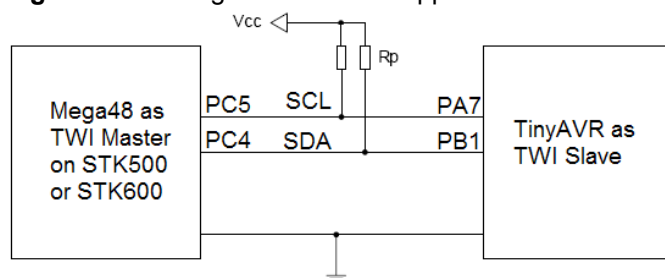 Vcc
Rp
Mega48 as
TWI Master
on STK500
or STK600
PC5 SCL PA7
PC4 SDA PB1
TinyAVR as
TWI Slave